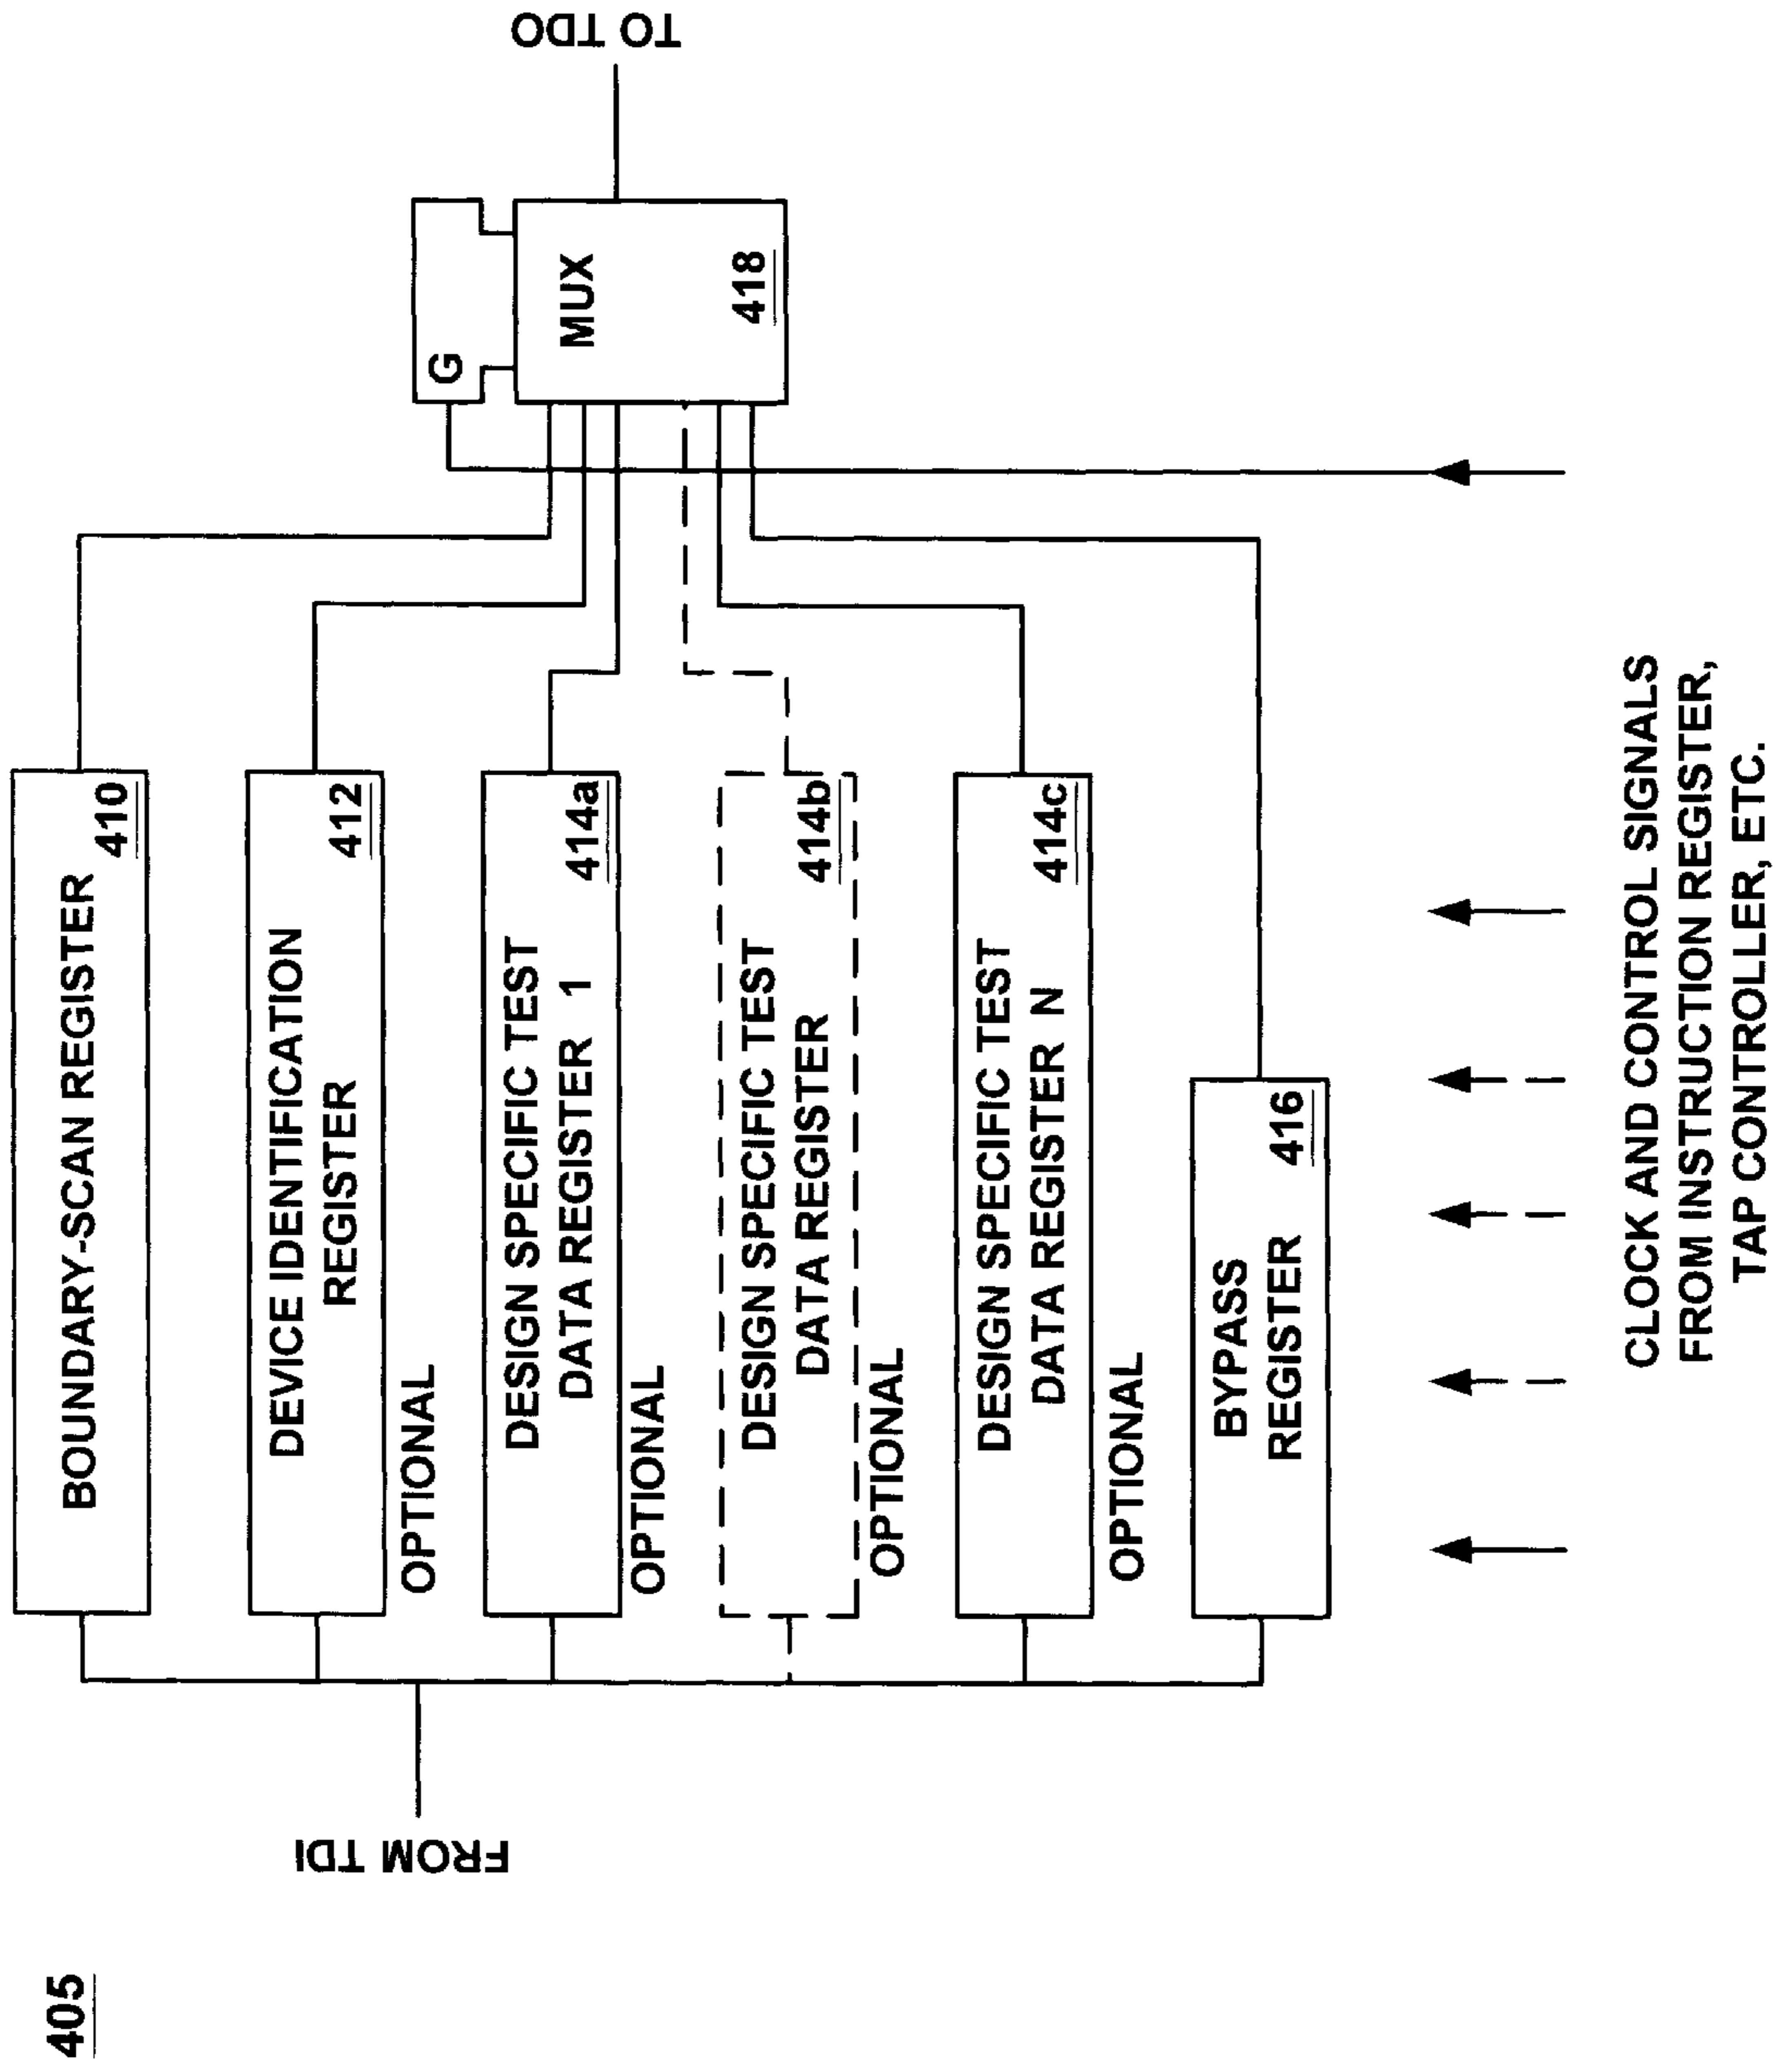 405
FROM TDI
BOUNDARY-SCAN REGISTER
410
DEVICE IDENTIFICATION
REGISTER
412
OPTIONAL
DESIGN SPECIFIC TEST
DATA REGISTER 1
414a
OPTIONAL
DESIGN SPECIFIC TEST
DATA REGISTER
414b
OPTIONAL
DESIGN SPECIFIC TEST
DATA REGISTER N
414c
OPTIONAL
BYPASS
REGISTER
416
G
MUX
418
TO TDO
CLOCK AND CONTROL SIGNALS
FROM INSTRUCTION REGISTER,
TAP CONTROLLER, ETC.